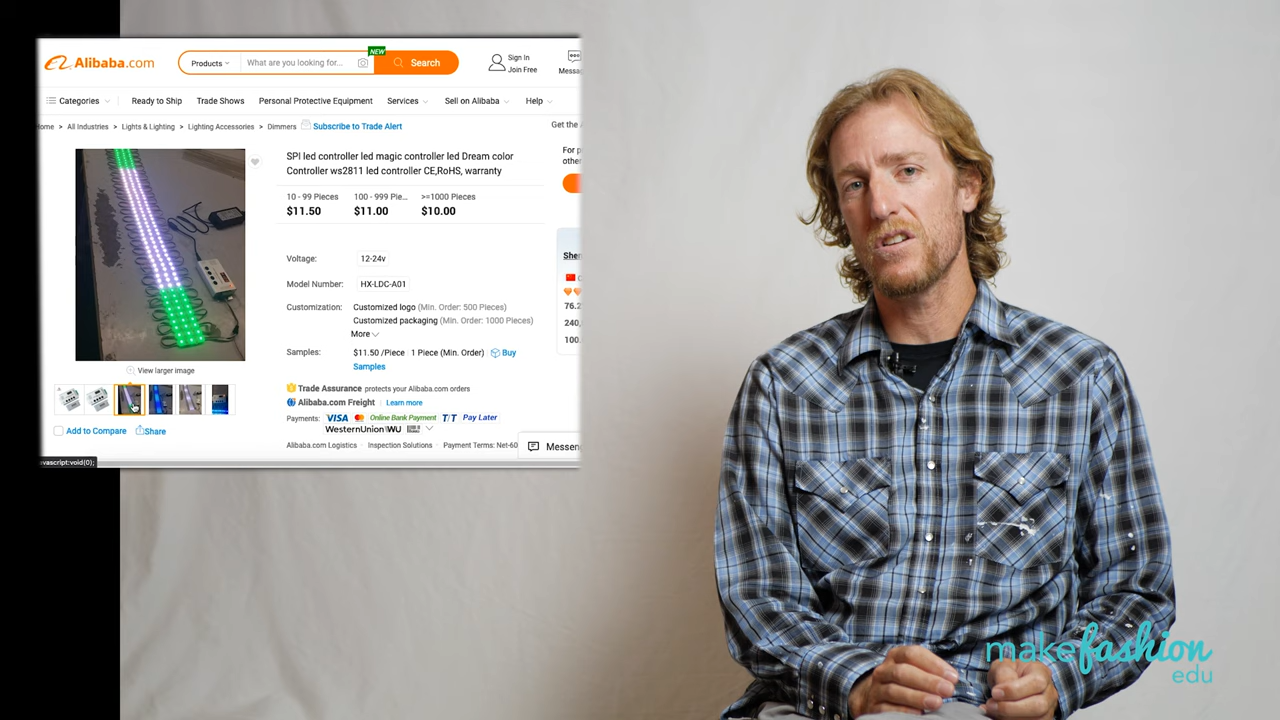 Alibaba.com
Products
What are you looking for...
NEW
Search
Sign In
Join Free
Categories
Ready to Ship
Trade Shows
Personal Protective Equipment
Services
Sell on Alibaba
Help
All Industries > Lights & Lighting > Lighting Accessories > Dimmers
Subscribe to Trade Alert
Get the
SPI led controller led magic controller led Dream color
Controller ws2811 led controller CE,RoHS, warranty
10 - 99 Pieces
100 - 999 Pie...
>=1000 Pieces
$11.50
$11.00
$10.00
Voltage:
12-24v
Model Number:
HX-LDC-A01
Customization:
Customized logo (Min. Order: 500 Pieces)
Customized packaging (Min. Order: 1000 Pieces)
More
Samples:
$11.50 /Piece
1 Piece (Min. Order)
Buy
Samples
View larger image
Trade Assurance protects your Alibaba.com orders
Alibaba.com Freight
Learn more
Payments:
VISA
Online Bank Payment
T/T
Pay Later
WesternUnion WU
Add to Compare
Share
Alibaba.com Logistics
Inspection Solutions
Payment Terms: Net-60
76.2
240,
100.
makefashion
edu